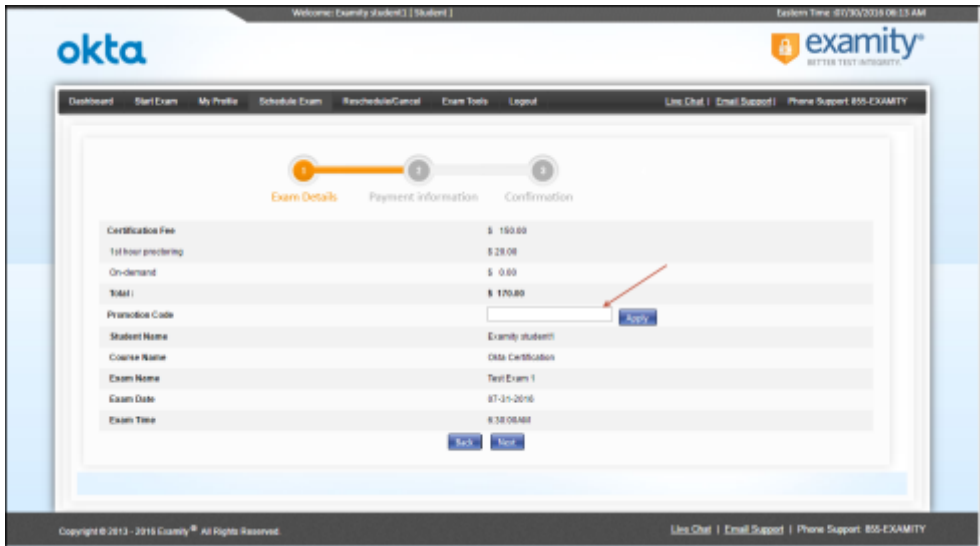 Welcome: Examity student1 | Student |
Eastern Time :07/30/2016 06:13 AM
okta
examity®
BETTER TEST INTEGRITY.
Dashboard Start Exam My Profile Schedule Exam Reschedule/Cancel Exam Tools Logout Live Chat | Email Support | Phone Support 855-EXAMITY
1 2 3
Exam Details Payment information Confirmation
Certification Fee $ 150.00
1st hour proctoring $ 20.00
On-demand $ 0.00
Total : $ 170.00
Promotion Code Apply
Student Name Examity student1
Course Name Okta Certification
Exam Name Test Exam 1
Exam Date 07-31-2016
Exam Time 6:30:00AM
Back Next
Copyright © 2013 - 2016 Examity ® All Rights Reserved. Live Chat | Email Support | Phone Support 855-EXAMITY